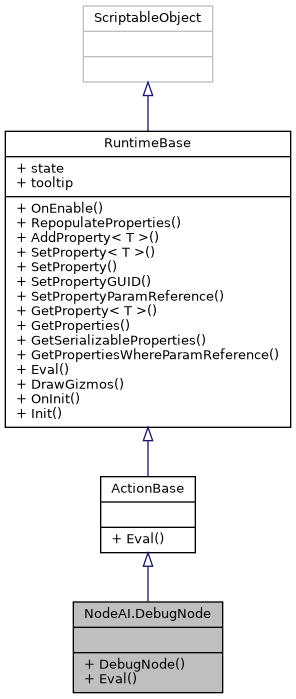 ScriptableObject
RuntimeBase
+ state
+ tooltip
+ OnEnable()
+ RepopulateProperties()
+ AddProperty< T >()
+ SetProperty< T >()
+ SetProperty()
+ SetPropertyGUID()
+ SetPropertyParamReference()
+ GetProperty< T >()
+ GetProperties()
+ GetSerializableProperties()
+ GetPropertiesWhereParamReference()
+ Eval()
+ DrawGizmos()
+ OnInit()
+ Init()
ActionBase
+ Eval()
NodeAI.DebugNode
+ DebugNode()
+ Eval()